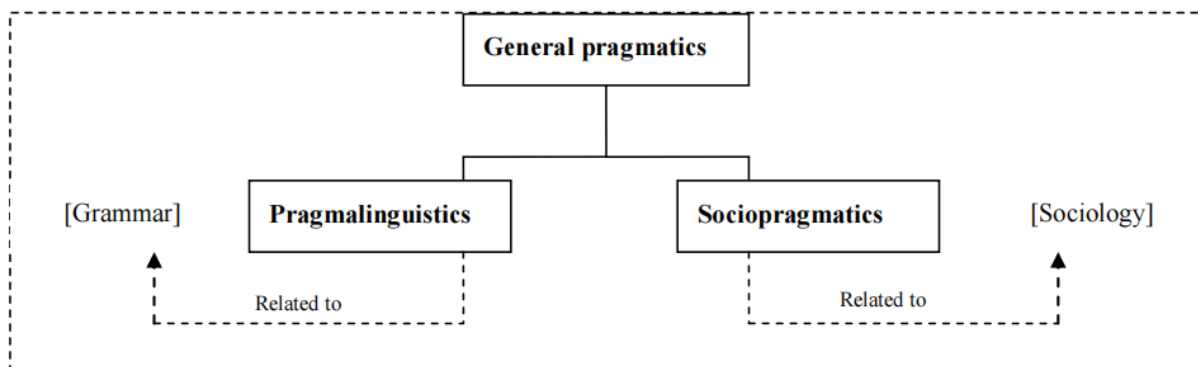 General pragmatics
[Grammar]
Pragmalinguistics
Sociopragmatics
[Sociology]
Related to
Related to